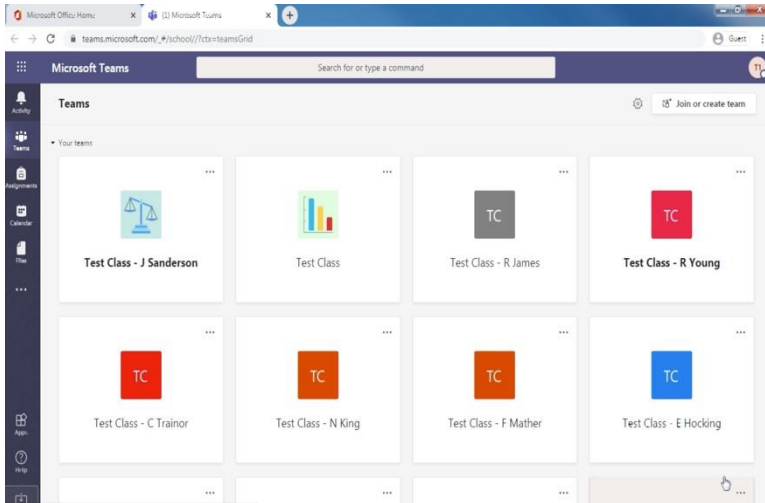 Microsoft Office Home
(1) Microsoft Teams
teams.microsoft.com/_#/school//?ctx=teamsGrid
Guest
Microsoft Teams
Search for or type a command
T1
Activity
Teams
Join or create team
Teams
Your teams
Assignments
Calendar
Files
Test Class - J Sanderson
Test Class
TC
Test Class - R James
TC
Test Class - R Young
TC
Test Class - C Trainor
TC
Test Class - N King
TC
Test Class - F Mather
TC
Test Class - E Hocking
Apps
Help